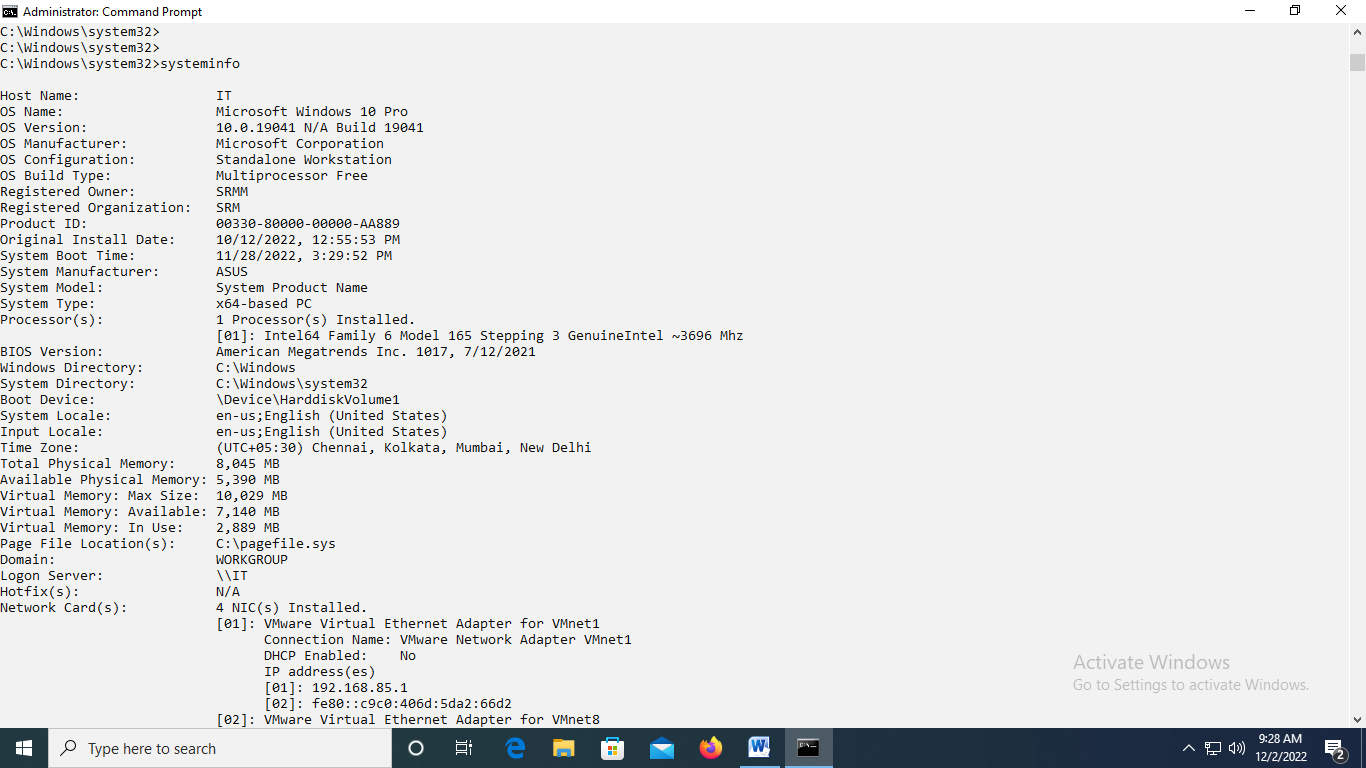 Administrator: Command Prompt
C:\Windows\system32>
C:\Windows\system32>
C:\Windows\system32>systeminfo
Host Name: IT
OS Name: Microsoft Windows 10 Pro
OS Version: 10.0.19041 N/A Build 19041
OS Manufacturer: Microsoft Corporation
OS Configuration: Standalone Workstation
OS Build Type: Multiprocessor Free
Registered Owner: SRMM
Registered Organization: SRM
Product ID: 00330-80000-00000-AA889
Original Install Date: 10/12/2022, 12:55:53 PM
System Boot Time: 11/28/2022, 3:29:52 PM
System Manufacturer: ASUS
System Model: System Product Name
System Type: x64-based PC
Processor(s): 1 Processor(s) Installed.
[01]: Intel64 Family 6 Model 165 Stepping 3 GenuineIntel ~3696 Mhz
BIOS Version: American Megatrends Inc. 1017, 7/12/2021
Windows Directory: C:\Windows
System Directory: C:\Windows\system32
Boot Device: \Device\HarddiskVolume1
System Locale: en-us;English (United States)
Input Locale: en-us;English (United States)
Time Zone: (UTC+05:30) Chennai, Kolkata, Mumbai, New Delhi
Total Physical Memory: 8,045 MB
Available Physical Memory: 5,390 MB
Virtual Memory: Max Size: 10,029 MB
Virtual Memory: Available: 7,140 MB
Virtual Memory: In Use: 2,889 MB
Page File Location(s): C:\pagefile.sys
Domain: WORKGROUP
Logon Server: \\IT
Hotfix(s): N/A
Network Card(s): 4 NIC(s) Installed.
[01]: VMware Virtual Ethernet Adapter for VMnet1
Connection Name: VMware Network Adapter VMnet1
DHCP Enabled: No
IP address(es)
[01]: 192.168.85.1
[02]: fe80::c9c0:406d:5da2:66d2
[02]: VMware Virtual Ethernet Adapter for VMnet8
Activate Windows
Go to Settings to activate Windows.
Type here to search
9:28 AM
12/2/2022
2